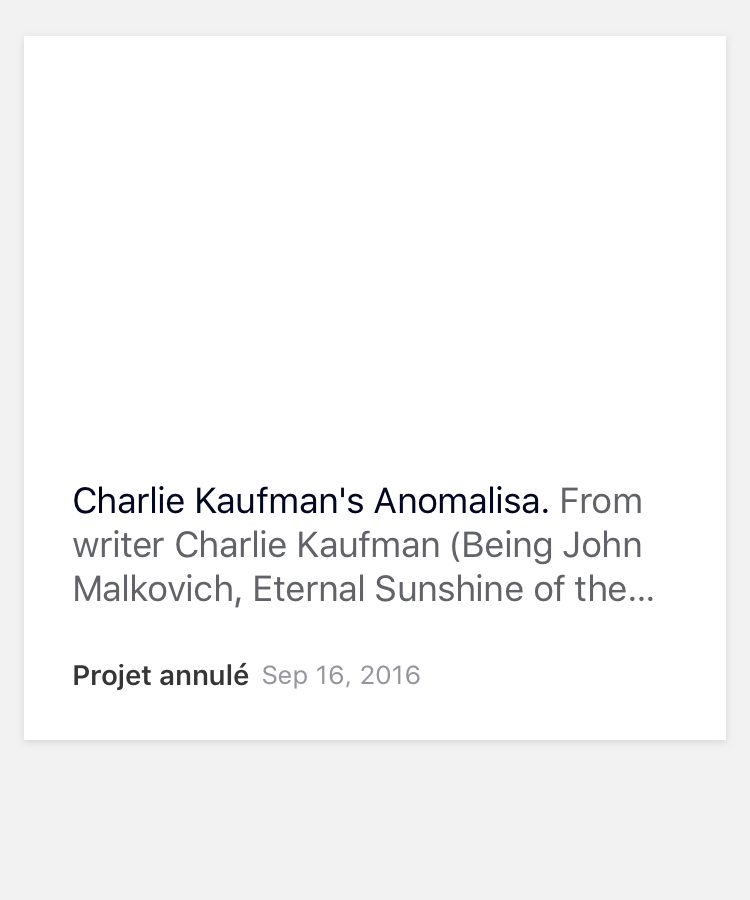 Charlie Kaufman's Anomalisa. From
writer Charlie Kaufman (Being John
Malkovich, Eternal Sunshine of the...
Projet annulé Sep 16, 2016